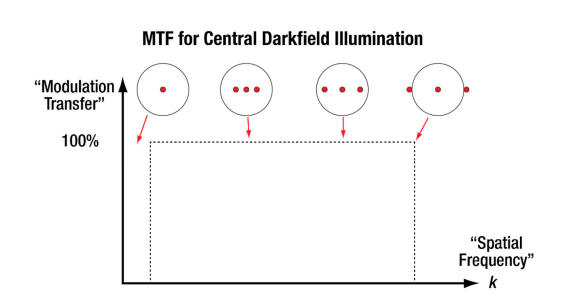 MTF for Central Darkfield Illumination
“Modulation
Transfer”
100%
“Spatial
Frequency”
k